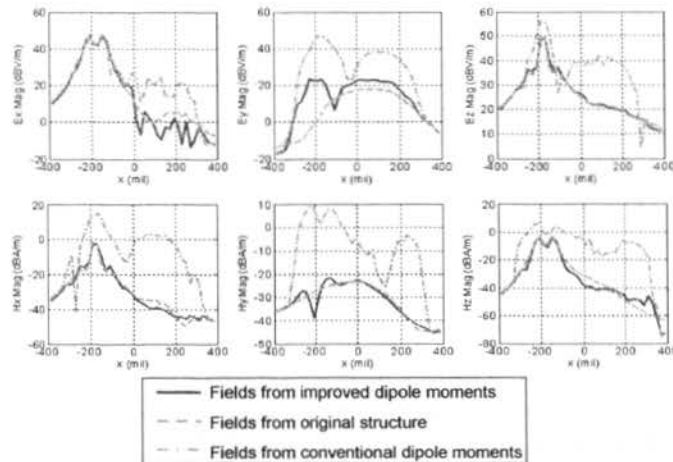 60
40
20
0
-20
-400 -200 0 200 400
x (mil)
Ex Mag (dBV/m)
60
40
20
0
-20
-400 -200 0 200 400
x (mil)
Ey Mag (dBV/m)
60
50
40
30
20
10
0
-400 -200 0 200 400
x (mil)
Ez Mag (dBV/m)
20
0
-20
-40
-60
-400 -200 0 200 400
x (mil)
Hx Mag (dBA/m)
10
0
-10
-20
-30
-40
-50
-400 -200 0 200 400
x (mil)
Hy Mag (dBA/m)
20
0
-20
-40
-60
-80
-400 -200 0 200 400
x (mil)
Hz Mag (dBA/m)
Fields from improved dipole moments
Fields from original structure
Fields from conventional dipole moments